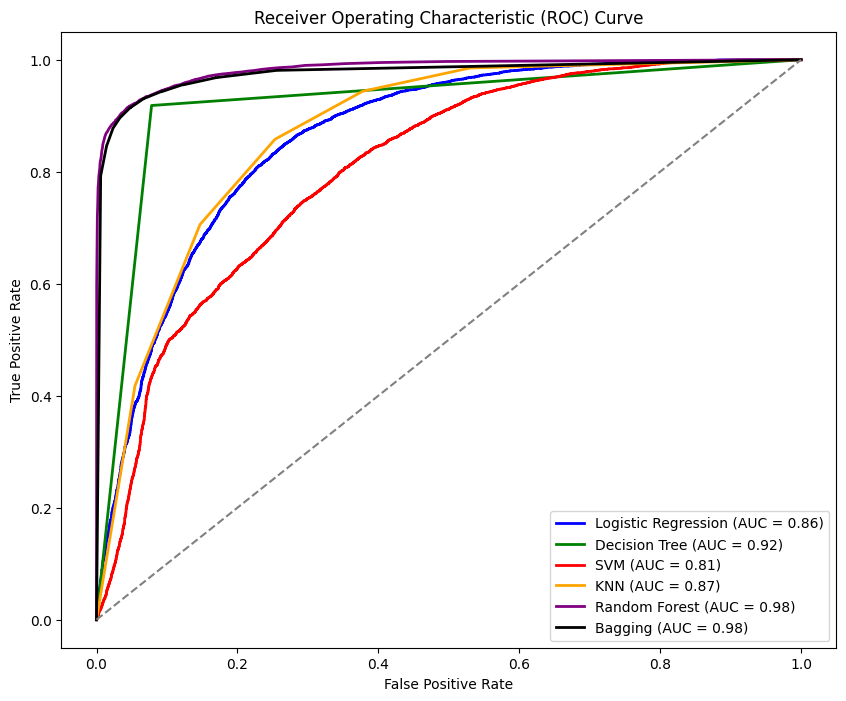 Receiver Operating Characteristic (ROC) Curve
1.0
0.8
0.6
0.4
0.2
0.0
True Positive Rate
0.0 0.2 0.4 0.6 0.8 1.0
False Positive Rate
Logistic Regression (AUC = 0.86)
Decision Tree (AUC = 0.92)
SVM (AUC = 0.81)
KNN (AUC = 0.87)
Random Forest (AUC = 0.98)
Bagging (AUC = 0.98)